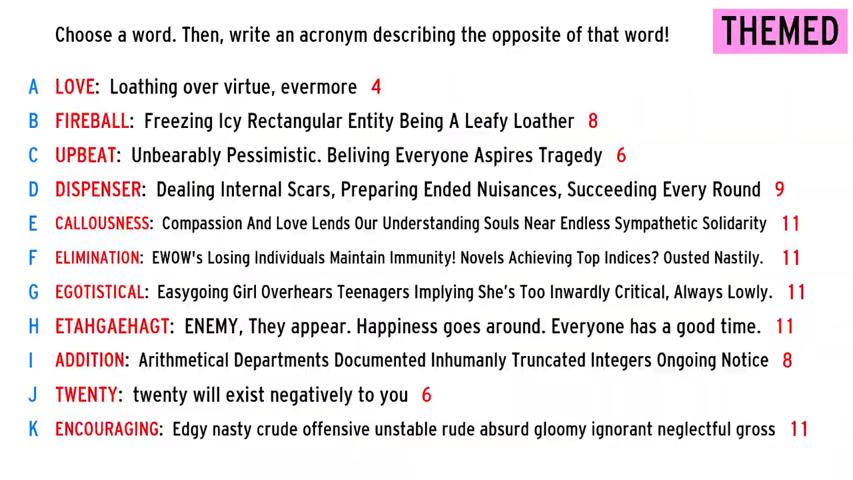 Choose a word. Then, write an acronym describing the opposite of that word!
THEMED
A LOVE: Loathing over virtue, evermore 4
B FIREBALL: Freezing Icy Rectangular Entity Being A Leafy Loather 8
C UPBEAT: Unbearably Pessimistic. Beliving Everyone Aspires Tragedy 6
D DISPENSER: Dealing Internal Scars, Preparing Ended Nuisances, Succeeding Every Round 9
E CALLOUSNESS: Compassion And Love Lends Our Understanding Souls Near Endless Sympathetic Solidarity 11
F ELIMINATION: EWOW's Losing Individuals Maintain Immunity! Novels Achieving Top Indices? Ousted Nastily. 11
G EGOTISTICAL: Easygoing Girl Overhears Teenagers Implying She's Too Inwardly Critical, Always Lowly. 11
H ETAHGAEHAGT: ENEMY, They appear. Happiness goes around. Everyone has a good time. 11
I ADDITION: Arithmetical Departments Documented Inhumanly Truncated Integers Ongoing Notice 8
J TWENTY: twenty will exist negatively to you 6
K ENCOURAGING: Edgy nasty crude offensive unstable rude absurd gloomy ignorant neglectful gross 11